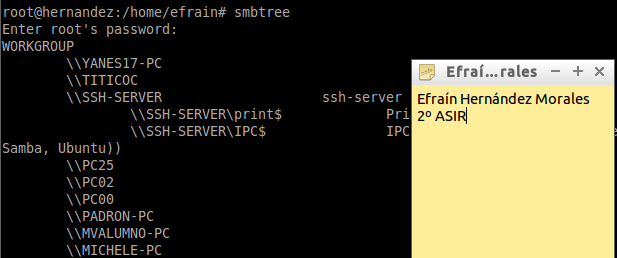 root@hernandez:/home/efrain# smbtree
Enter root's password:
WORKGROUP
\\YANES17-PC
\\TITICOC
\\SSH-SERVER ssh-server
\\SSH-SERVER\print$ Pri
\\SSH-SERVER\IPC$ IPC
Samba, Ubuntu))
\\PC25
\\PC02
\\PC00
\\PADRON-PC
\\MVALUMNO-PC
\\MICHELE-PC
Efraí...rales
Efraín Hernández Morales
2º ASIR